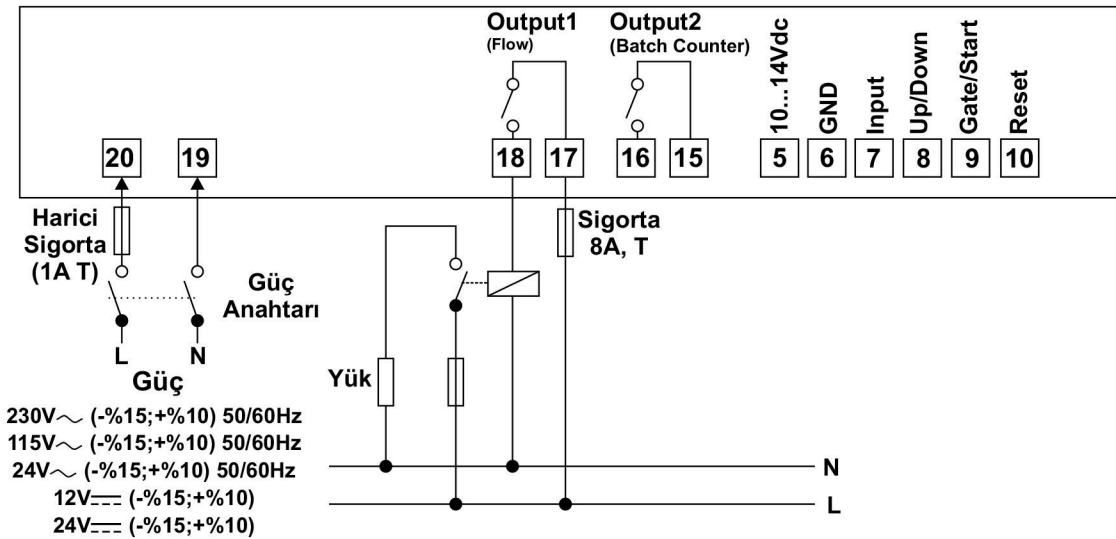 Output1
(Flow)
Output2
(Batch Counter)
10...14Vdc
GND
Input
Up/Down
Gate/Start
Reset
20
19
18
17
16
15
5
6
7
8
9
10
Harici
Sigorta
(1A T)
Sigorta
8A, T
Güç
Anahtarı
L
N
Güç
Yük
230V～ (-%15;+%10) 50/60Hz
115V～ (-%15;+%10) 50/60Hz
24V～ (-%15;+%10) 50/60Hz
12V⎓ (-%15;+%10)
24V⎓ (-%15;+%10)
N
L